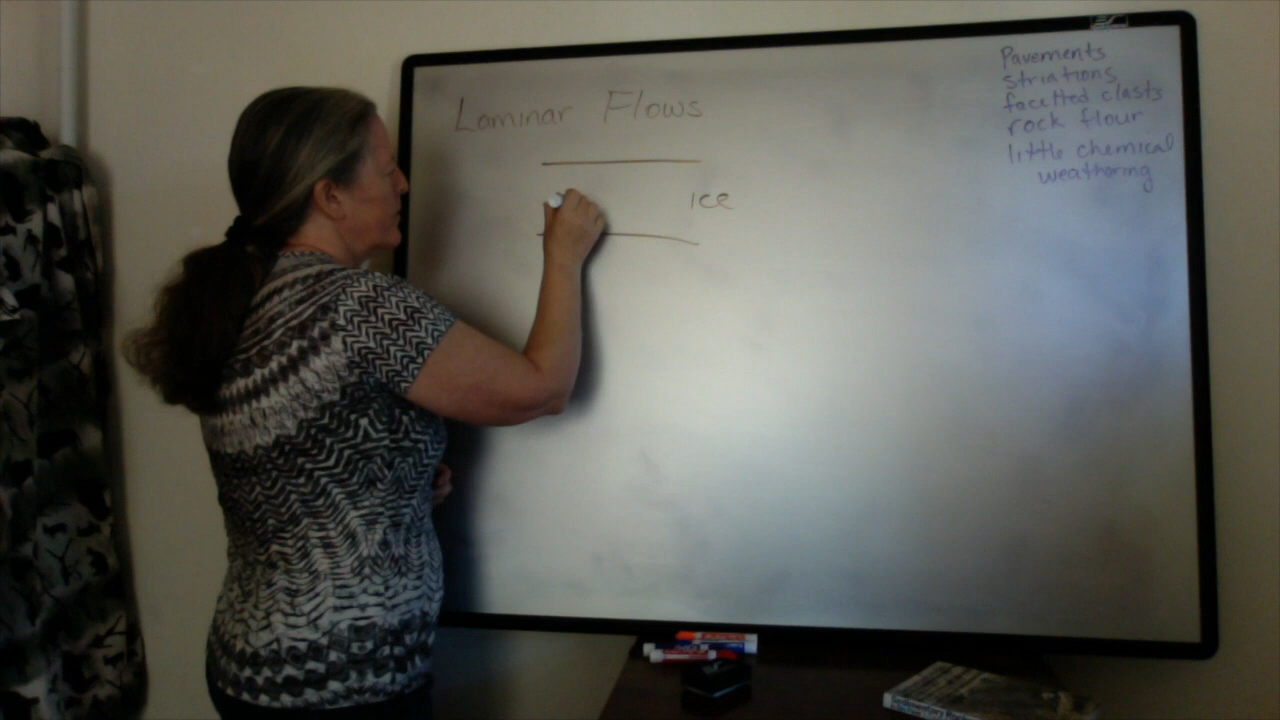 Laminar Flows
ice
Pavements
striations
facetted clasts
rock flour
little chemical
weathering